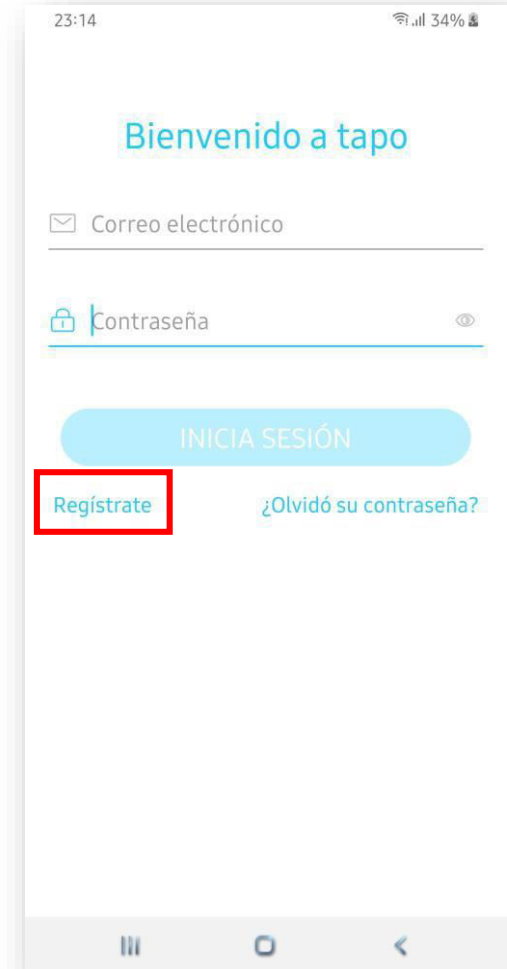 23:14 34%
Bienvenido a tapo
Correo electrónico
Contraseña
INICIA SESIÓN
Regístrate ¿Olvidó su contraseña?